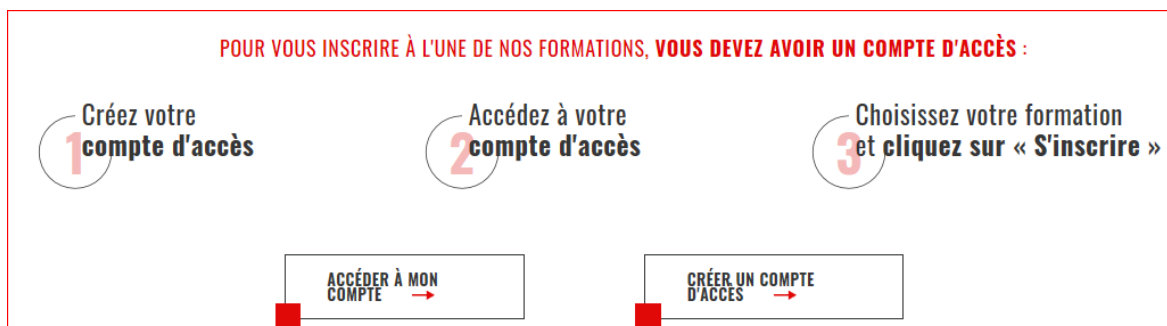 POUR VOUS INSCRIRE À L'UNE DE NOS FORMATIONS, VOUS DEVEZ AVOIR UN COMPTE D'ACCÈS :
1 Créez votre
compte d'accès
2 Accédez à votre
compte d'accès
3 Choisissez votre formation
et cliquez sur « S'inscrire »
ACCÉDER À MON
COMPTE →
CRÉER UN COMPTE
D'ACCÈS →